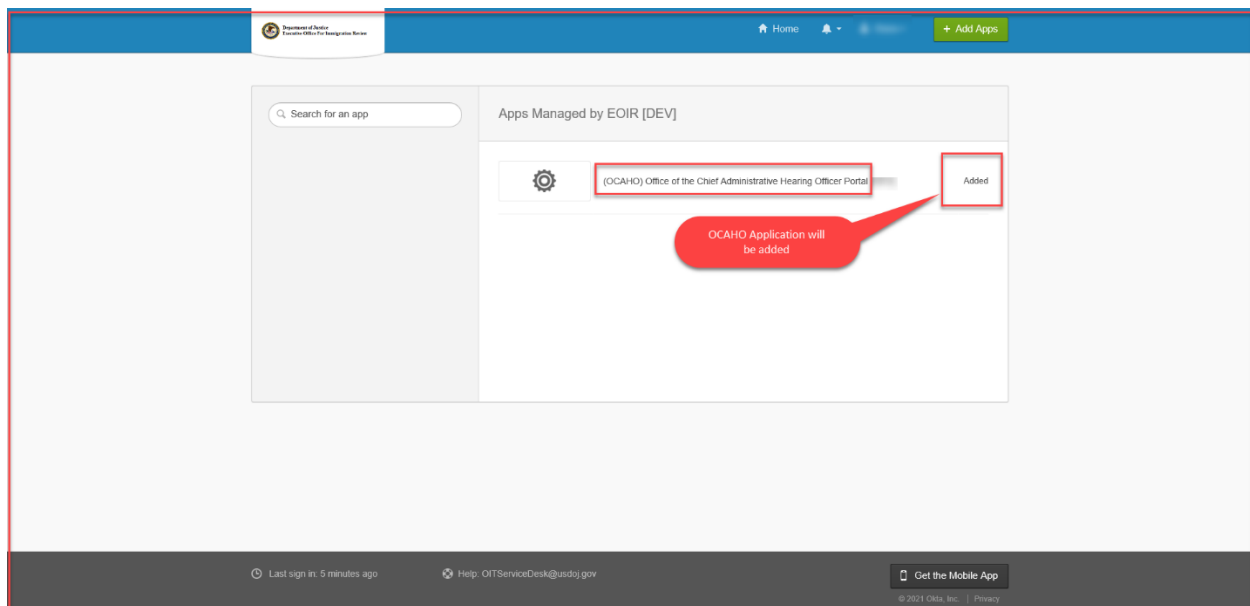 Department of Justice
Executive Office For Immigration Review
Home
+ Add Apps
Search for an app
Apps Managed by EOIR [DEV]
(OCAHO) Office of the Chief Administrative Hearing Officer Portal
Added
OCAHO Application will
be added
Last sign in: 5 minutes ago
Help: OITServiceDesk@usdoj.gov
Get the Mobile App
© 2021 Okta, Inc. | Privacy